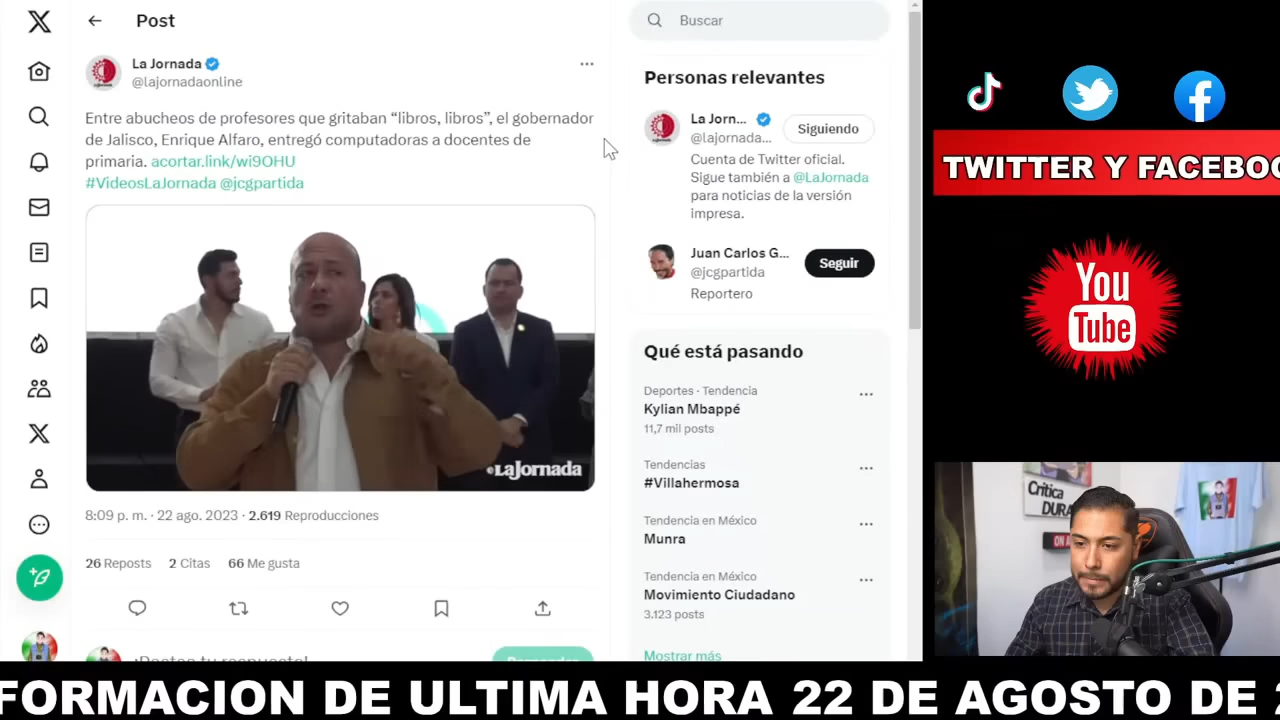 Post
La Jornada
@lajornadaonline
Entre abucheos de profesores que gritaban “libros, libros”, el gobernador
de Jalisco, Enrique Alfaro, entregó computadoras a docentes de
primaria. acortar.link/wi9OHU
#VideosLaJornada @jcgpartida
LaJornada
8:09 p. m. · 22 ago. 2023 · 2.619 Reproducciones
26 Reposts 2 Citas 66 Me gusta
¡Postea tu respuesta!
Buscar
Personas relevantes
La Jorn...
@lajornada...
Siguiendo
Cuenta de Twitter oficial.
Sigue también a @LaJornada
para noticias de la versión
impresa.
Juan Carlos G...
@jcgpartida
Seguir
Reportero
Qué está pasando
Deportes · Tendencia
Kylian Mbappé
11,7 mil posts
Tendencias
#Villahermosa
Tendencia en México
Munra
Tendencia en México
Movimiento Ciudadano
3.123 posts
Mostrar más
TWITTER Y FACEBOO
You
Tube
Crítica
DURA
FORMACION DE ULTIMA HORA 22 DE AGOSTO DE